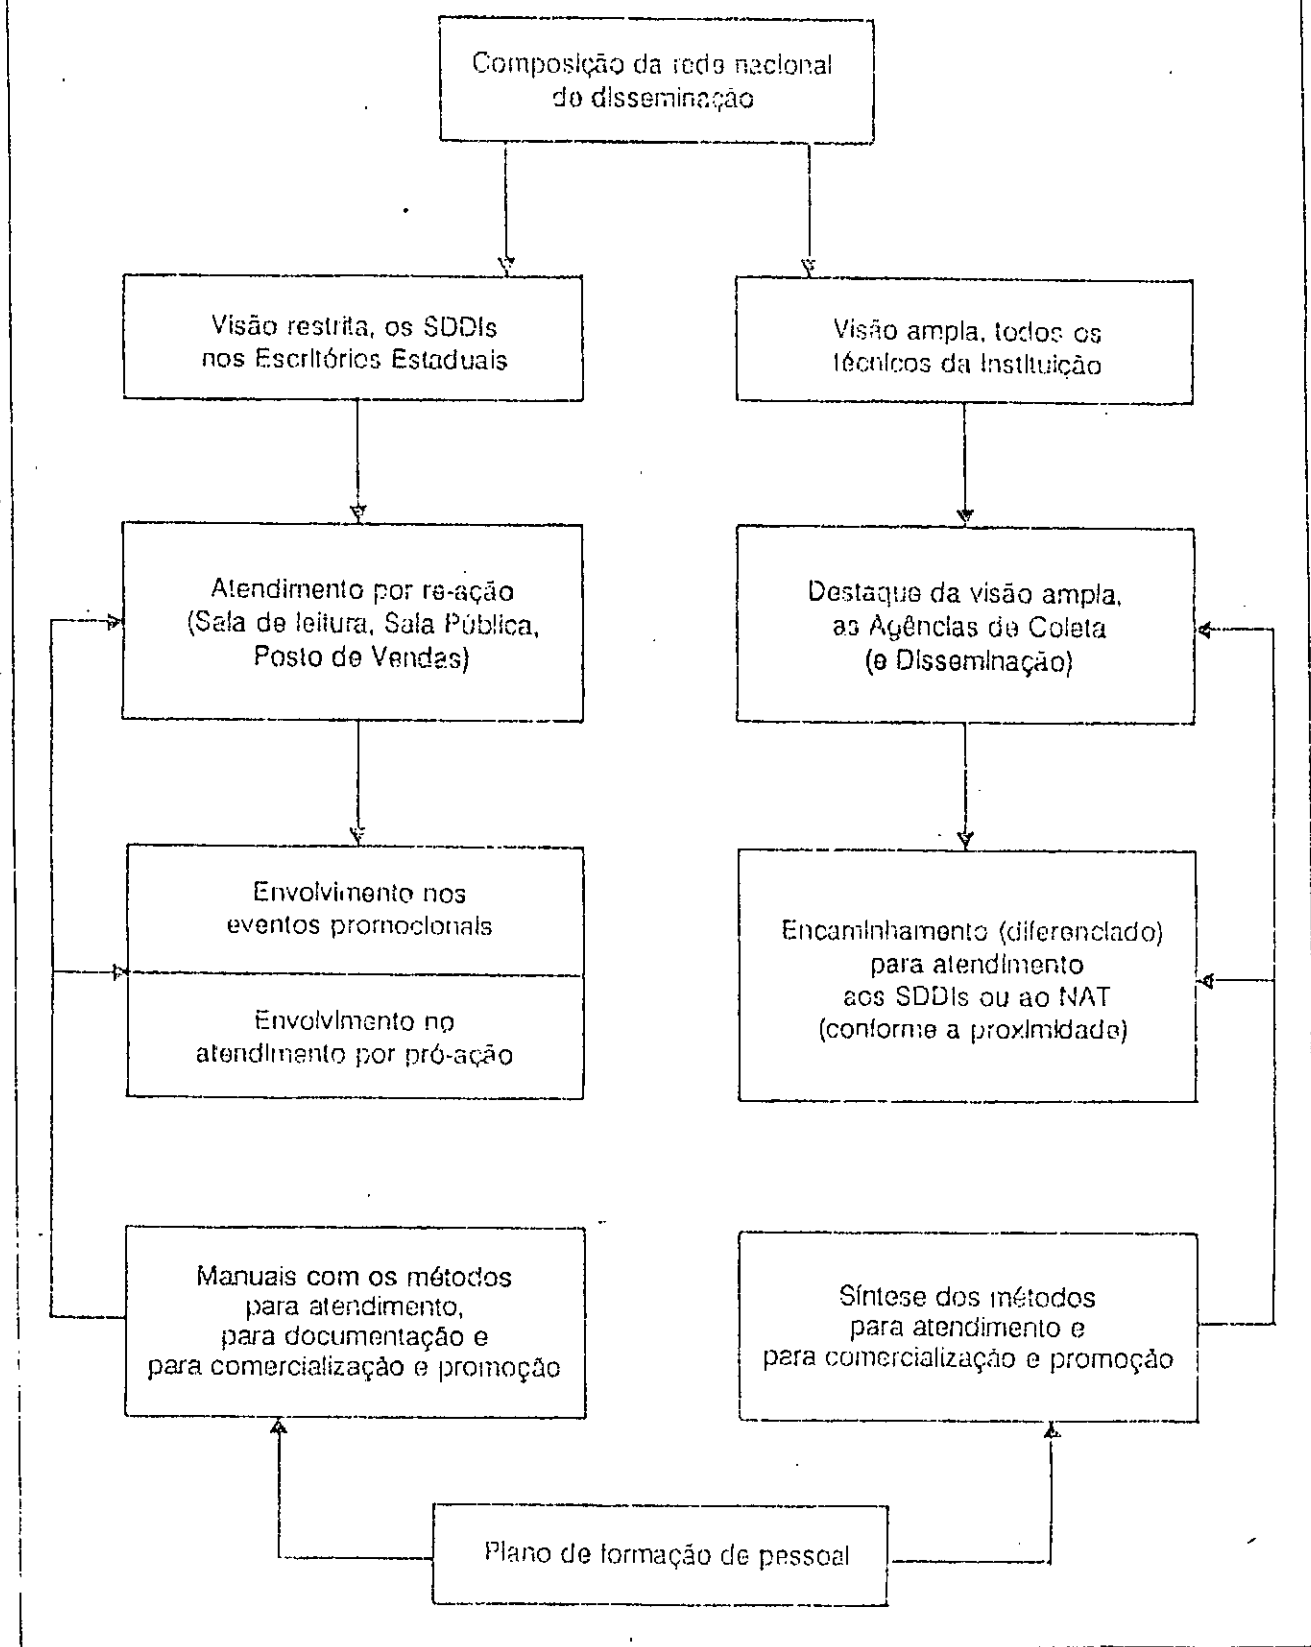 Composição da rede nacional
de disseminação
Visão restrita, os SDDIs
nos Escritórios Estaduais
Visão ampla, todos os
técnicos da Instituição
Atendimento por re-ação
(Sala de leitura, Sala Pública,
Posto de Vendas)
Destaque da visão ampla,
as Agências de Coleta
(e Disseminação)
Envolvimento nos
eventos promocionais
Envolvimento no
atendimento por pró-ação
Encaminhamento (diferenciado)
para atendimento
aos SDDIs ou ao NAT
(conforme a proximidade)
Manuais com os métodos
para atendimento,
para documentação e
para comercialização e promoção
Síntese dos métodos
para atendimento e
para comercialização e promoção
Plano de formação de pessoal